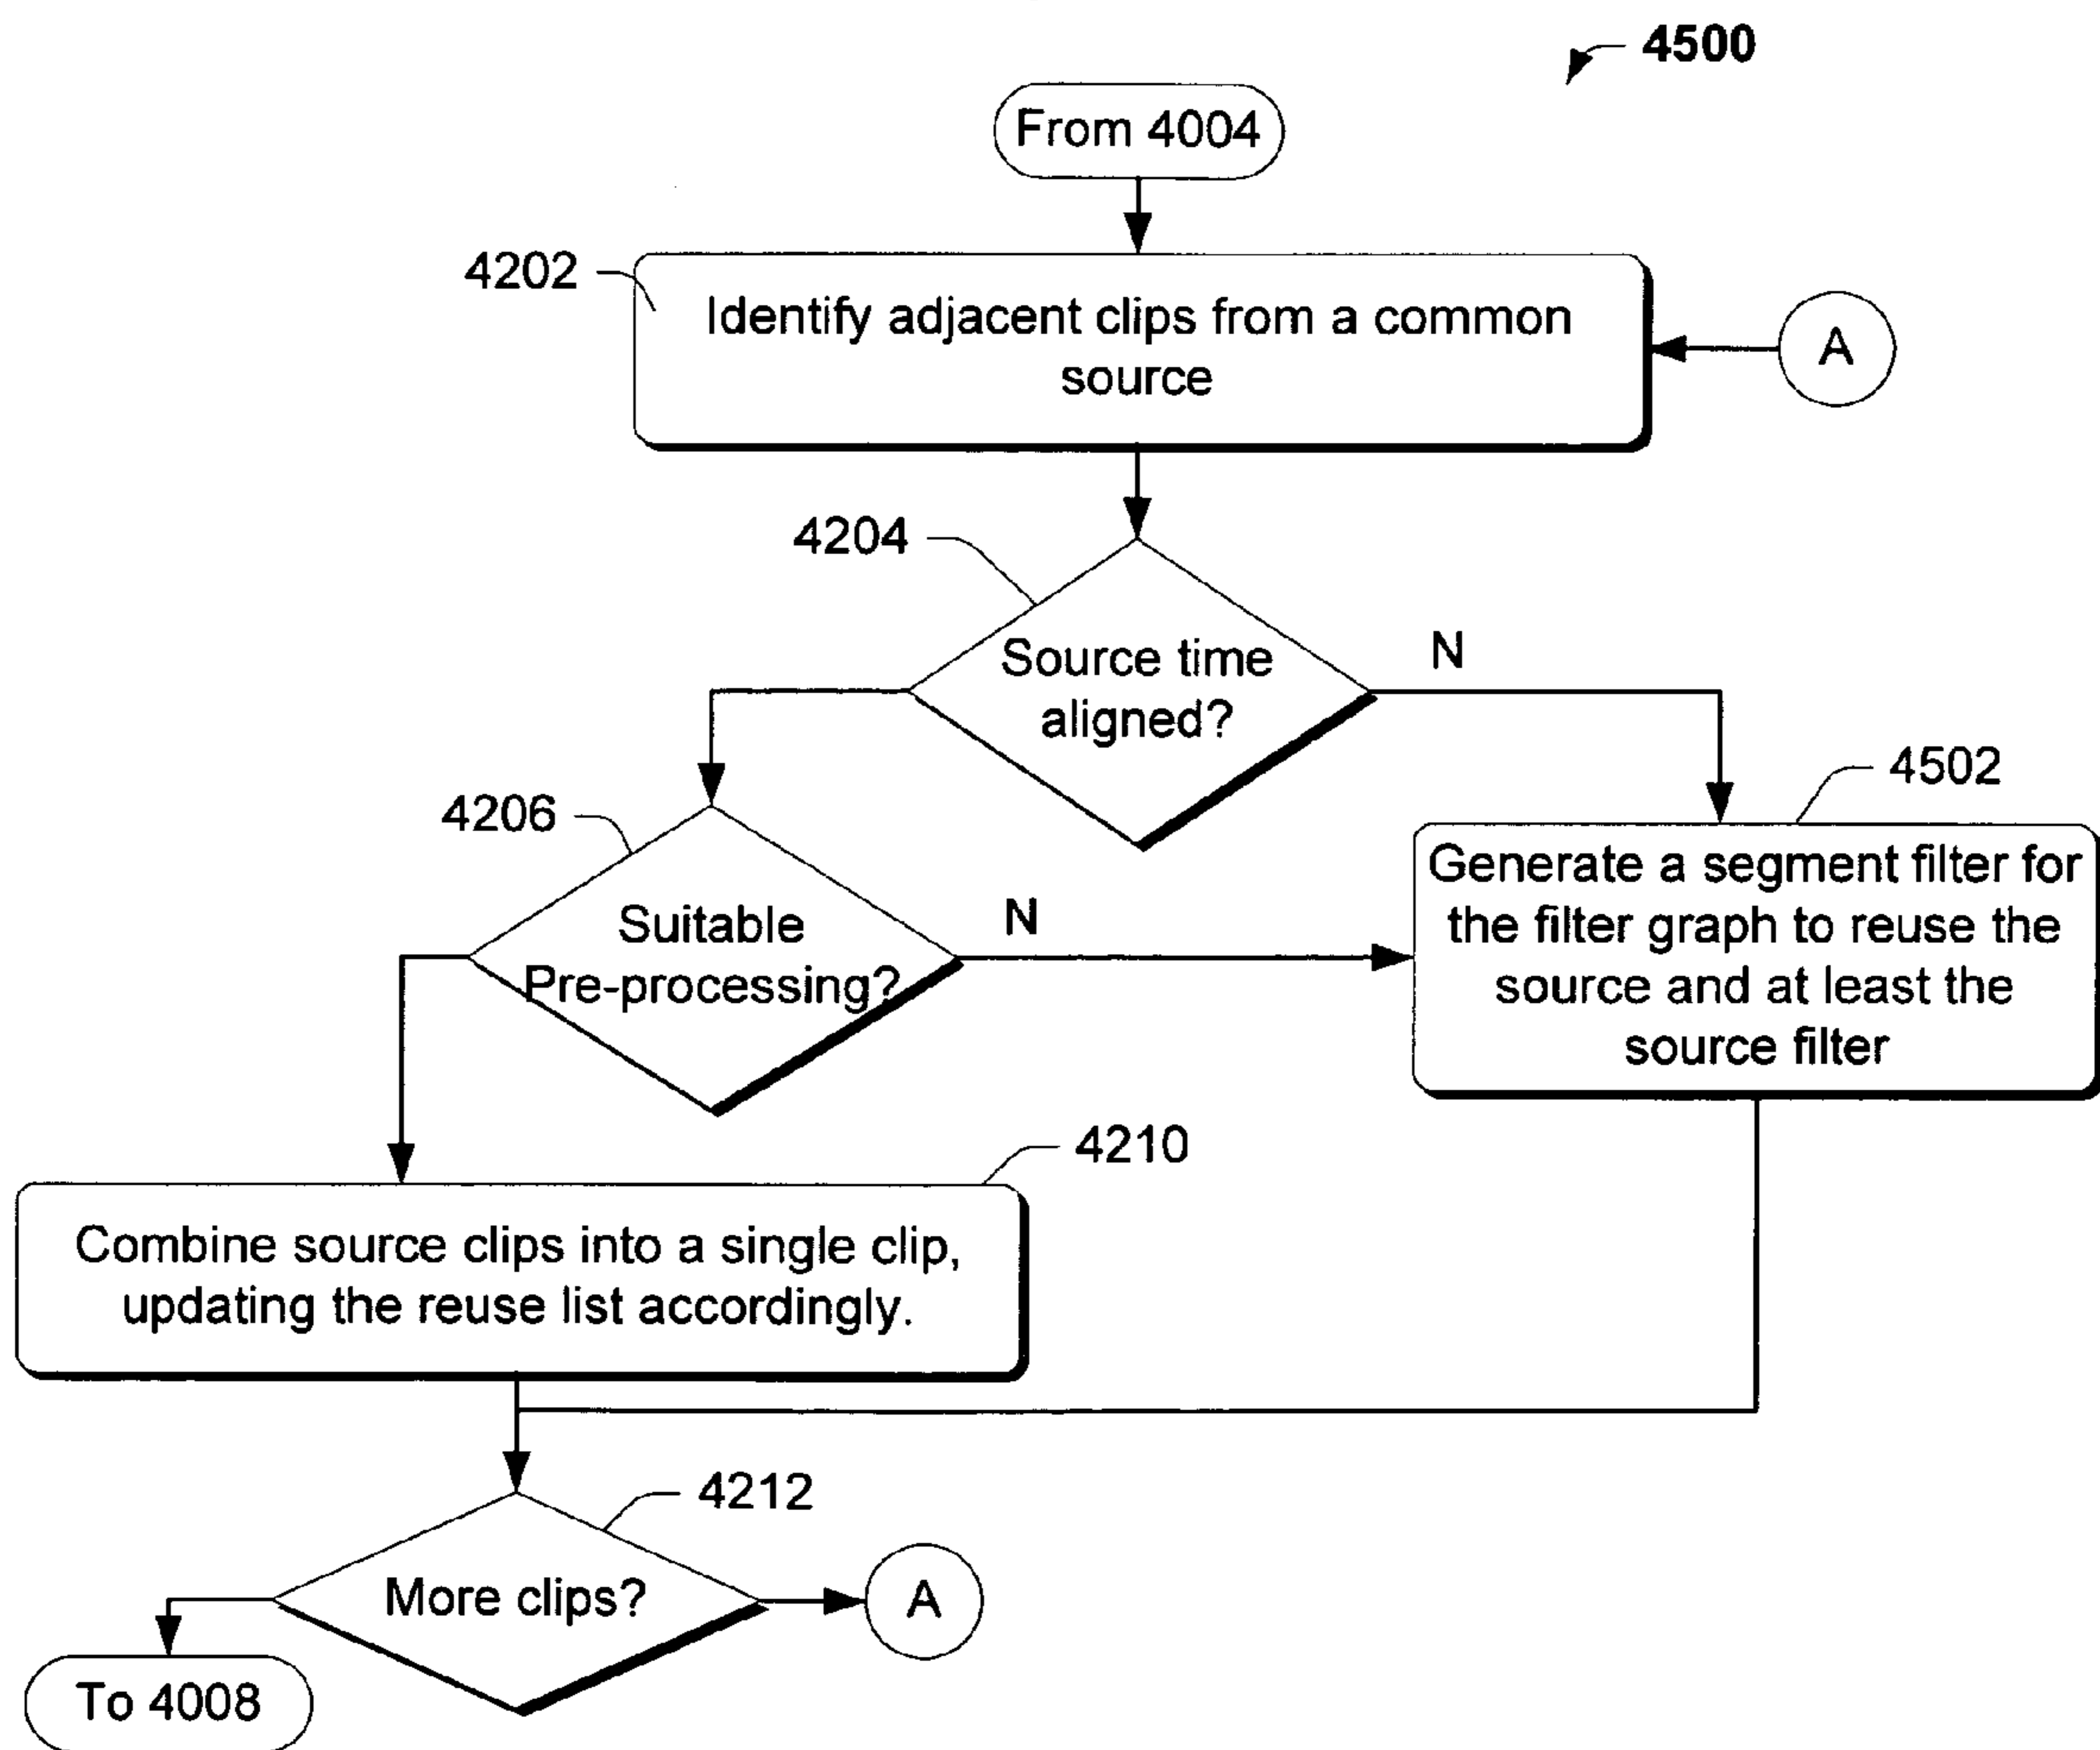 4500
From 4004
4202
Identify adjacent clips from a common
source
A
4204
Source time
aligned?
N
4502
4206
Suitable
Pre-processing?
N
Generate a segment filter for
the filter graph to reuse the
source and at least the
source filter
4210
Combine source clips into a single clip,
updating the reuse list accordingly.
4212
More clips?
A
To 4008